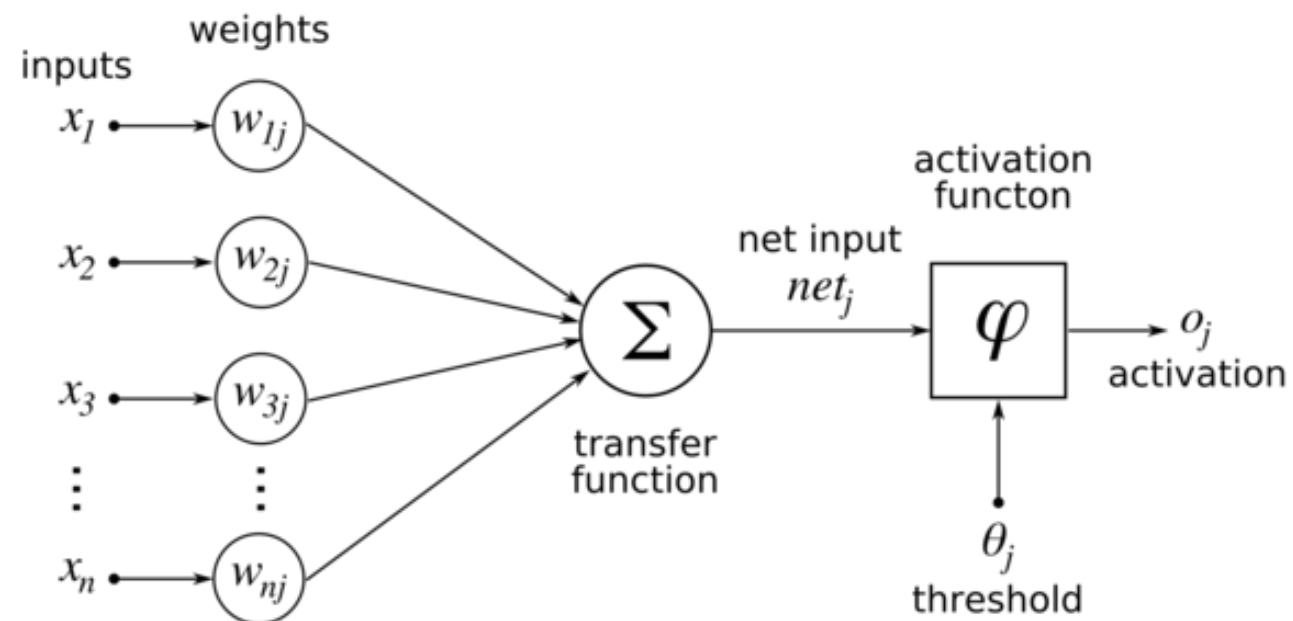 weights
inputs
x₁
w₁ⱼ
x₂
w₂ⱼ
x₃
w₃ⱼ
⋮
⋮
xₙ
wₙⱼ
Σ
transfer
function
net input
netⱼ
activation
functon
φ
oⱼ
activation
θⱼ
threshold